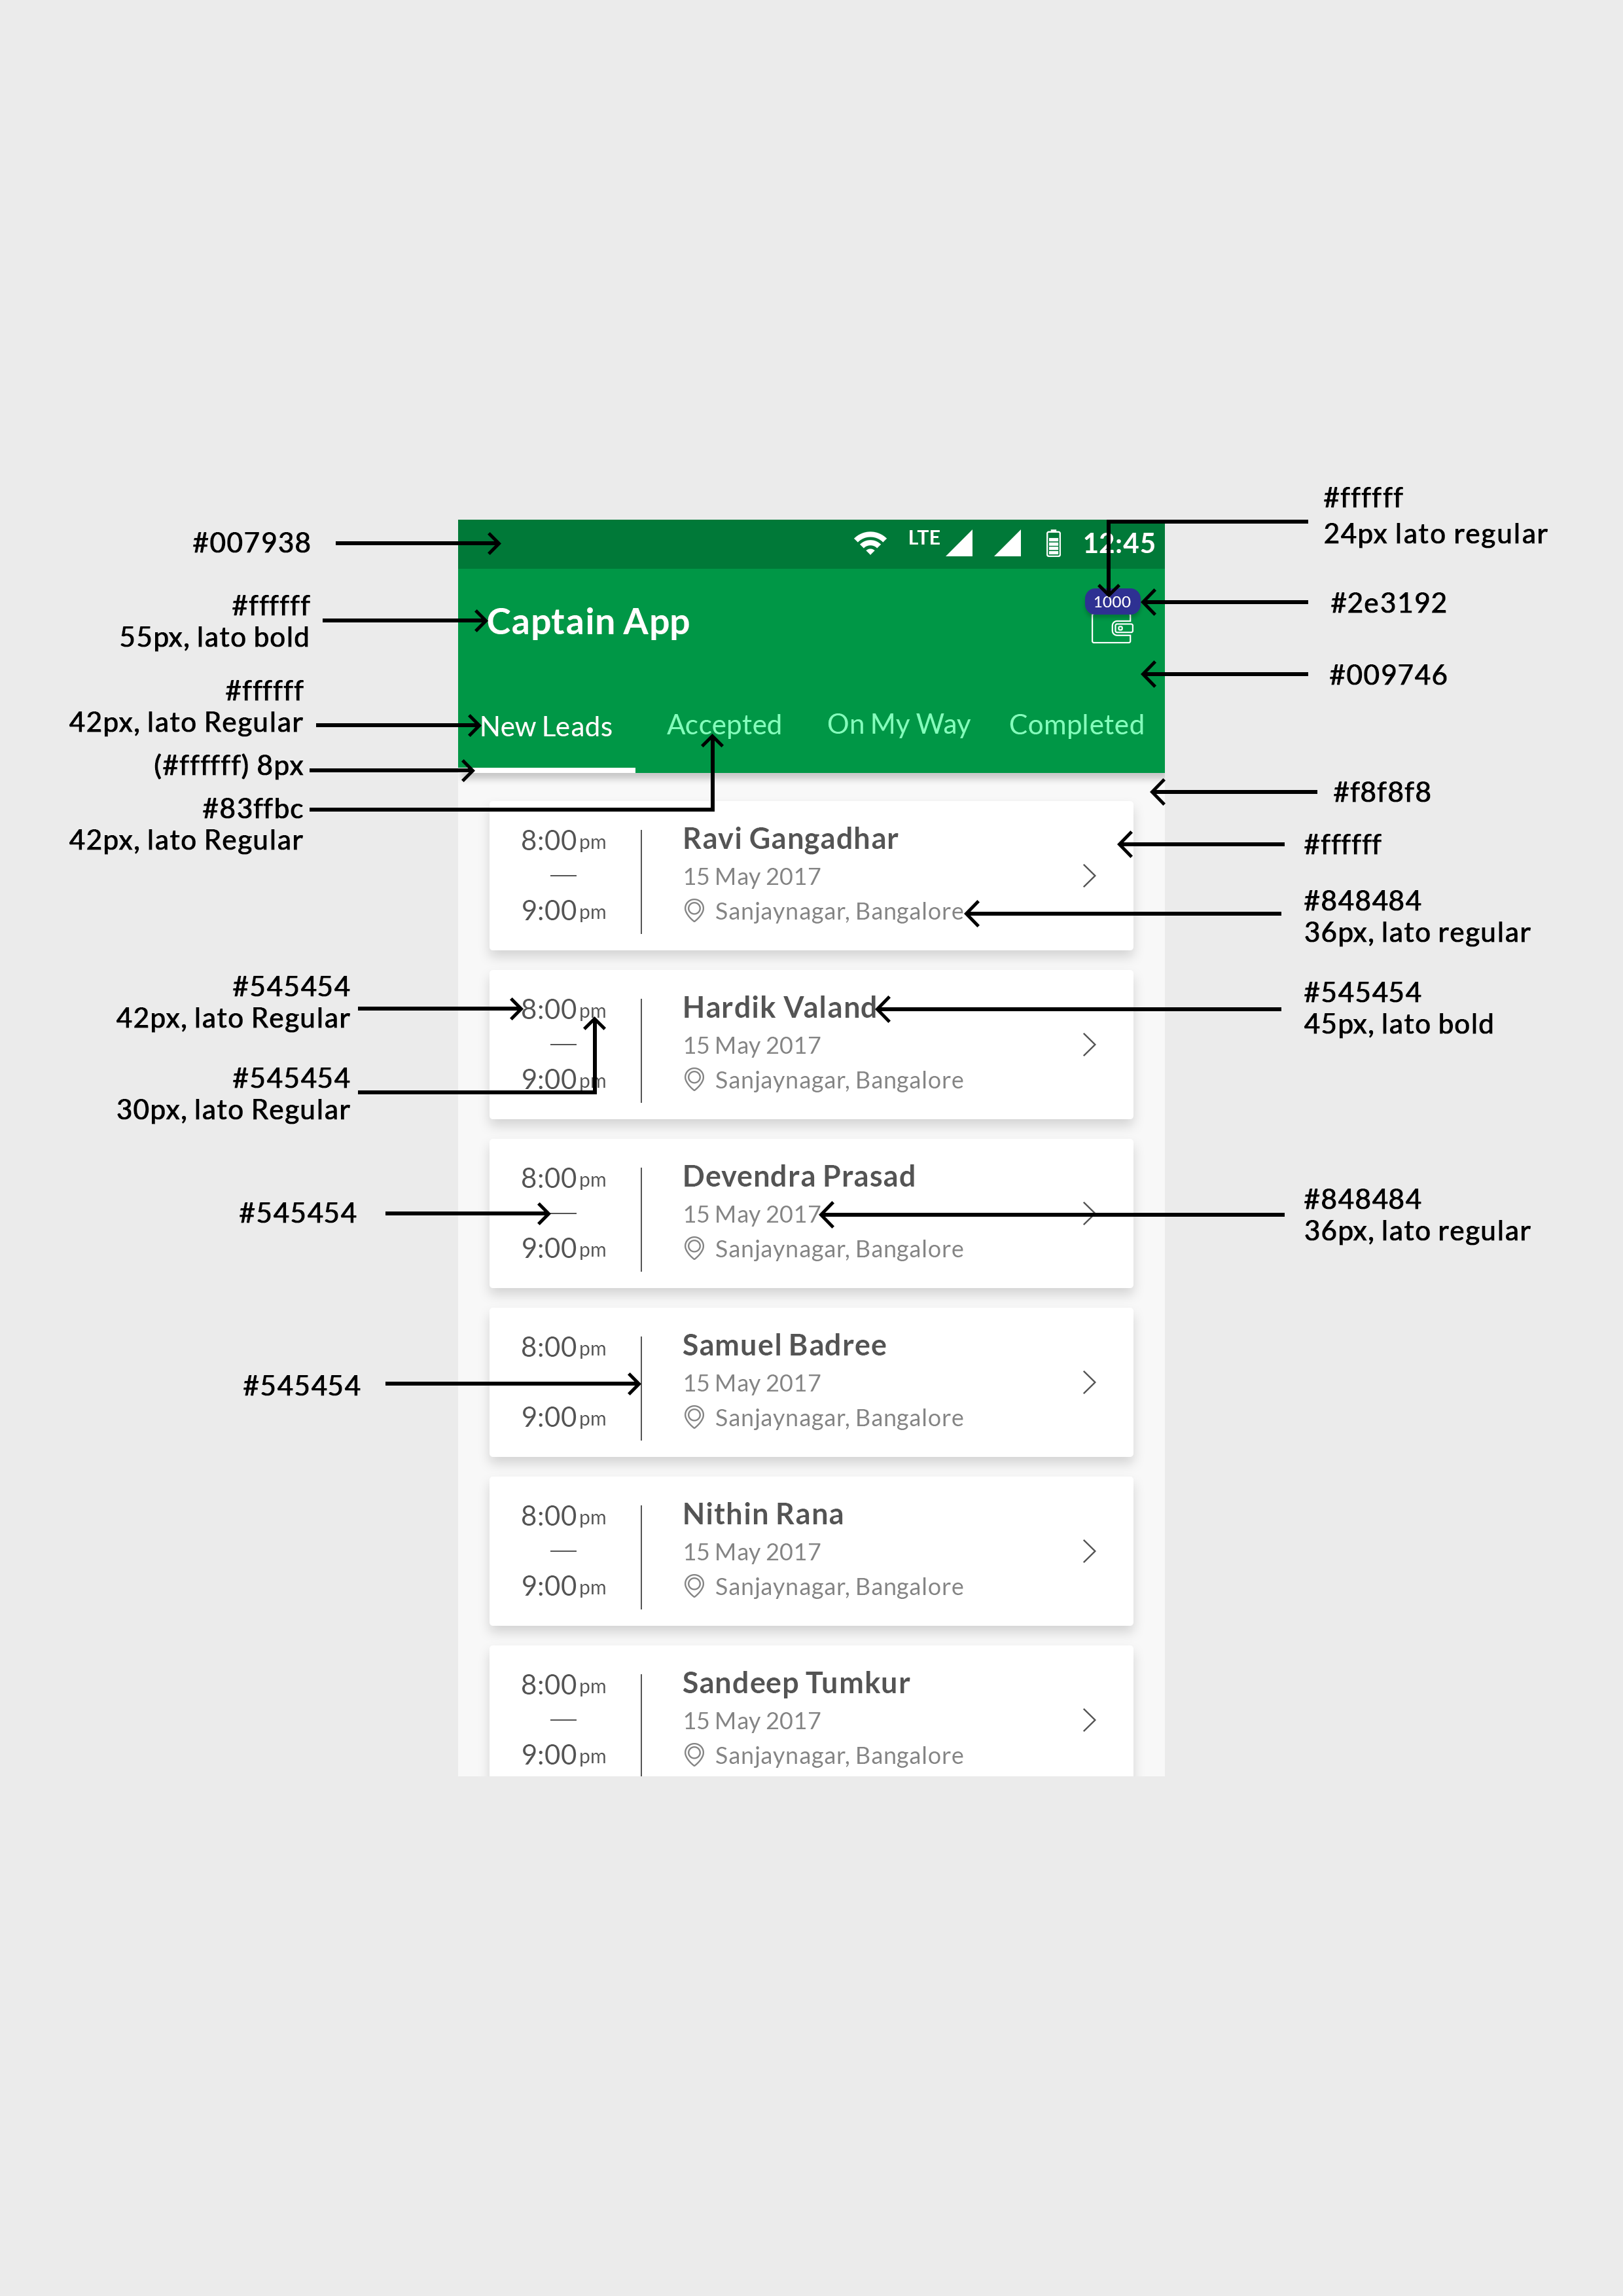 #ffffff
24px lato regular
#007938
LTE
12:45
#ffffff
55px, lato bold
Captain App
1000
#2e3192
#009746
#ffffff
42px, lato Regular
New Leads
Accepted
On My Way
Completed
(#ffffff) 8px
#83ffbc
42px, lato Regular
#f8f8f8
#ffffff
8:00pm
9:00pm
Ravi Gangadhar
15 May 2017
Sanjaynagar, Bangalore
#848484
36px, lato regular
#545454
42px, lato Regular
#545454
30px, lato Regular
8:00pm
9:00pm
Hardik Valand
15 May 2017
Sanjaynagar, Bangalore
#545454
45px, lato bold
#545454
8:00pm
9:00pm
Devendra Prasad
15 May 2017
Sanjaynagar, Bangalore
#848484
36px, lato regular
#545454
8:00pm
9:00pm
Samuel Badree
15 May 2017
Sanjaynagar, Bangalore
8:00pm
9:00pm
Nithin Rana
15 May 2017
Sanjaynagar, Bangalore
8:00pm
9:00pm
Sandeep Tumkur
15 May 2017
Sanjaynagar, Bangalore